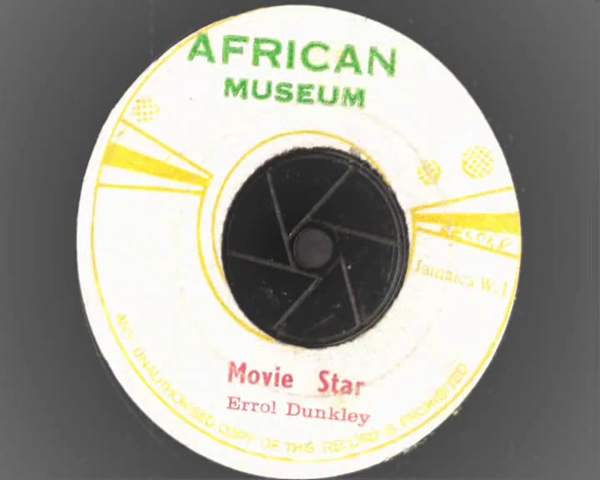 AFRICAN
MUSEUM
Jamaica W.I
Movie Star
Errol Dunkley
ANY UNAUTHORISED COPY OF THIS RECORD IS PROHIBITED